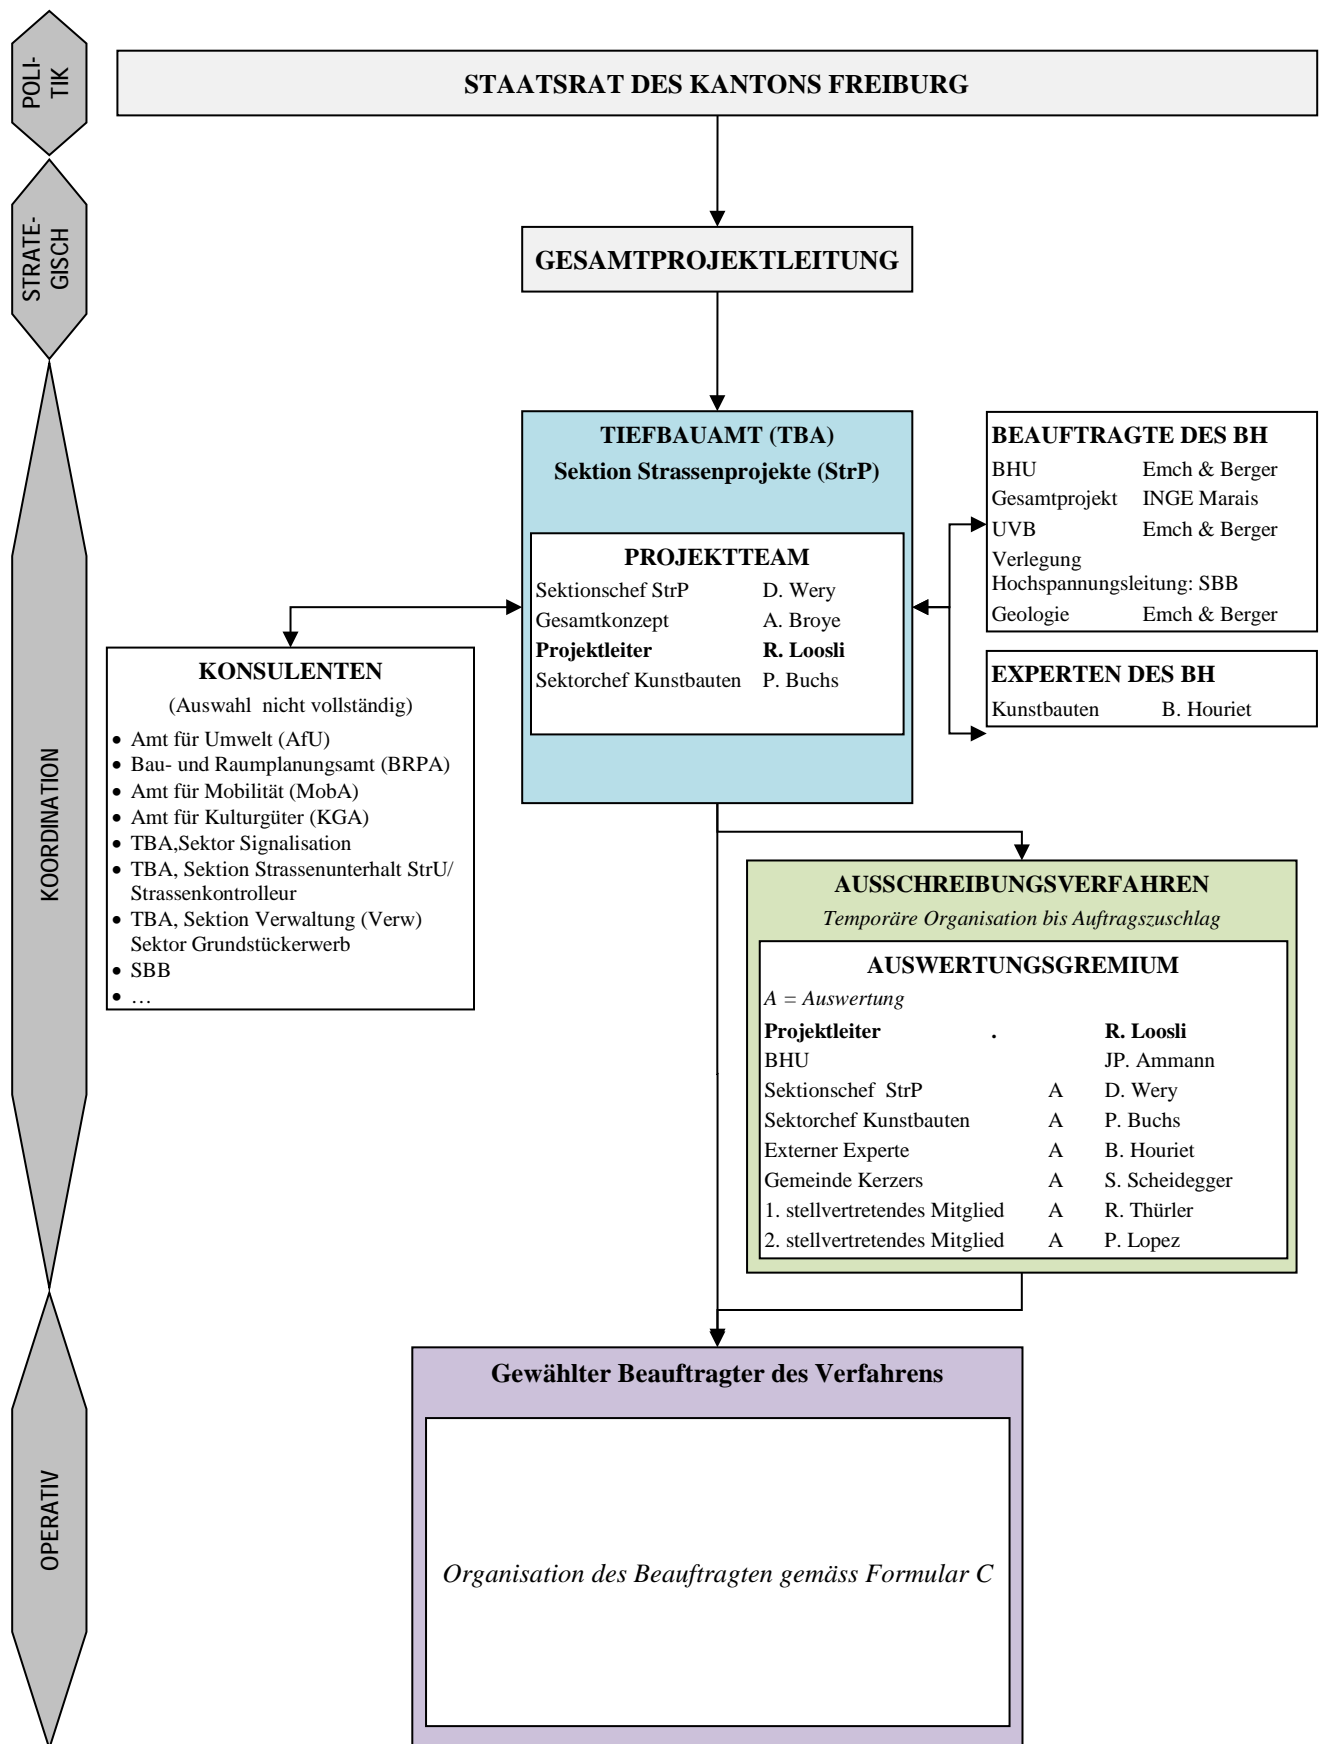 POLI-
TIK
STAATSRAT DES KANTONS FREIBURG
STRATE-
GISCH
GESAMTPROJEKTLEITUNG
KOORDINATION
TIEFBAUAMT (TBA)
Sektion Strassenprojekte (StrP)
PROJEKTTEAM
Sektionschef StrP D. Wery
Gesamtkonzept A. Broye
Projektleiter R. Loosli
Sektorchef Kunstbauten P. Buchs
BEAUFTRAGTE DES BH
BHU Emch & Berger
Gesamtprojekt INGE Marais
UVB Emch & Berger
Verlegung
Hochspannungsleitung: SBB
Geologie Emch & Berger
EXPERTEN DES BH
Kunstbauten B. Houriet
KONSULENTEN
(Auswahl nicht vollständig)
• Amt für Umwelt (AfU)
• Bau- und Raumplanungsamt (BRPA)
• Amt für Mobilität (MobA)
• Amt für Kulturgüter (KGA)
• TBA,Sektor Signalisation
• TBA, Sektion Strassenunterhalt StrU/
Strassenkontrolleur
• TBA, Sektion Verwaltung (Verw)
Sektor Grundstückerwerb
• SBB
• …
AUSSCHREIBUNGSVERFAHREN
Temporäre Organisation bis Auftragszuschlag
AUSWERTUNGSGREMIUM
A = Auswertung
Projektleiter . R. Loosli
BHU JP. Ammann
Sektionschef StrP A D. Wery
Sektorchef Kunstbauten A P. Buchs
Externer Experte A B. Houriet
Gemeinde Kerzers A S. Scheidegger
1. stellvertretendes Mitglied A R. Thürler
2. stellvertretendes Mitglied A P. Lopez
OPERATIV
Gewählter Beauftragter des Verfahrens
Organisation des Beauftragten gemäss Formular C